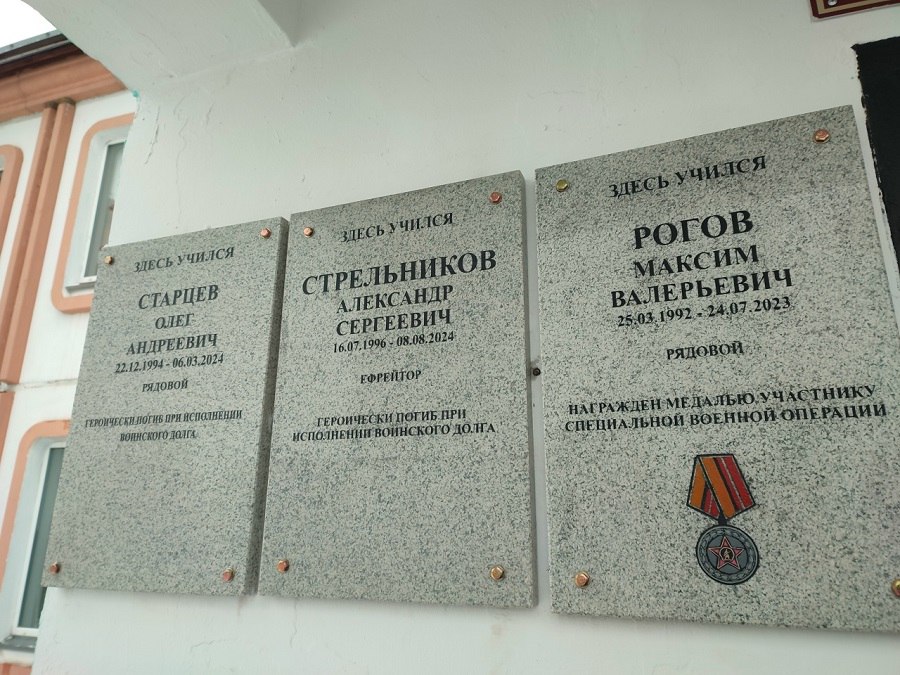 ЗДЕСЬ УЧИЛСЯ
СТАРЦЕВ
ОЛЕГ
АНДРЕЕВИЧ
22.12.1994 - 06.03.2024
РЯДОВОЙ
ГЕРОИЧЕСКИ ПОГИБ ПРИ ИСПОЛНЕНИИ
ВОИНСКОГО ДОЛГА
ЗДЕСЬ УЧИЛСЯ
СТРЕЛЬНИКОВ
АЛЕКСАНДР
СЕРГЕЕВИЧ
16.07.1996 - 08.08.2024
ЕФРЕЙТОР
ГЕРОИЧЕСКИ ПОГИБ ПРИ
ИСПОЛНЕНИИ ВОИНСКОГО ДОЛГА
ЗДЕСЬ УЧИЛСЯ
РОГОВ
МАКСИМ
ВАЛЕРЬЕВИЧ
25.03.1992 - 24.07.2023
РЯДОВОЙ
НАГРАЖДЕН МЕДАЛЬЮ УЧАСТНИКУ
СПЕЦИАЛЬНОЙ ВОЕННОЙ ОПЕРАЦИИ